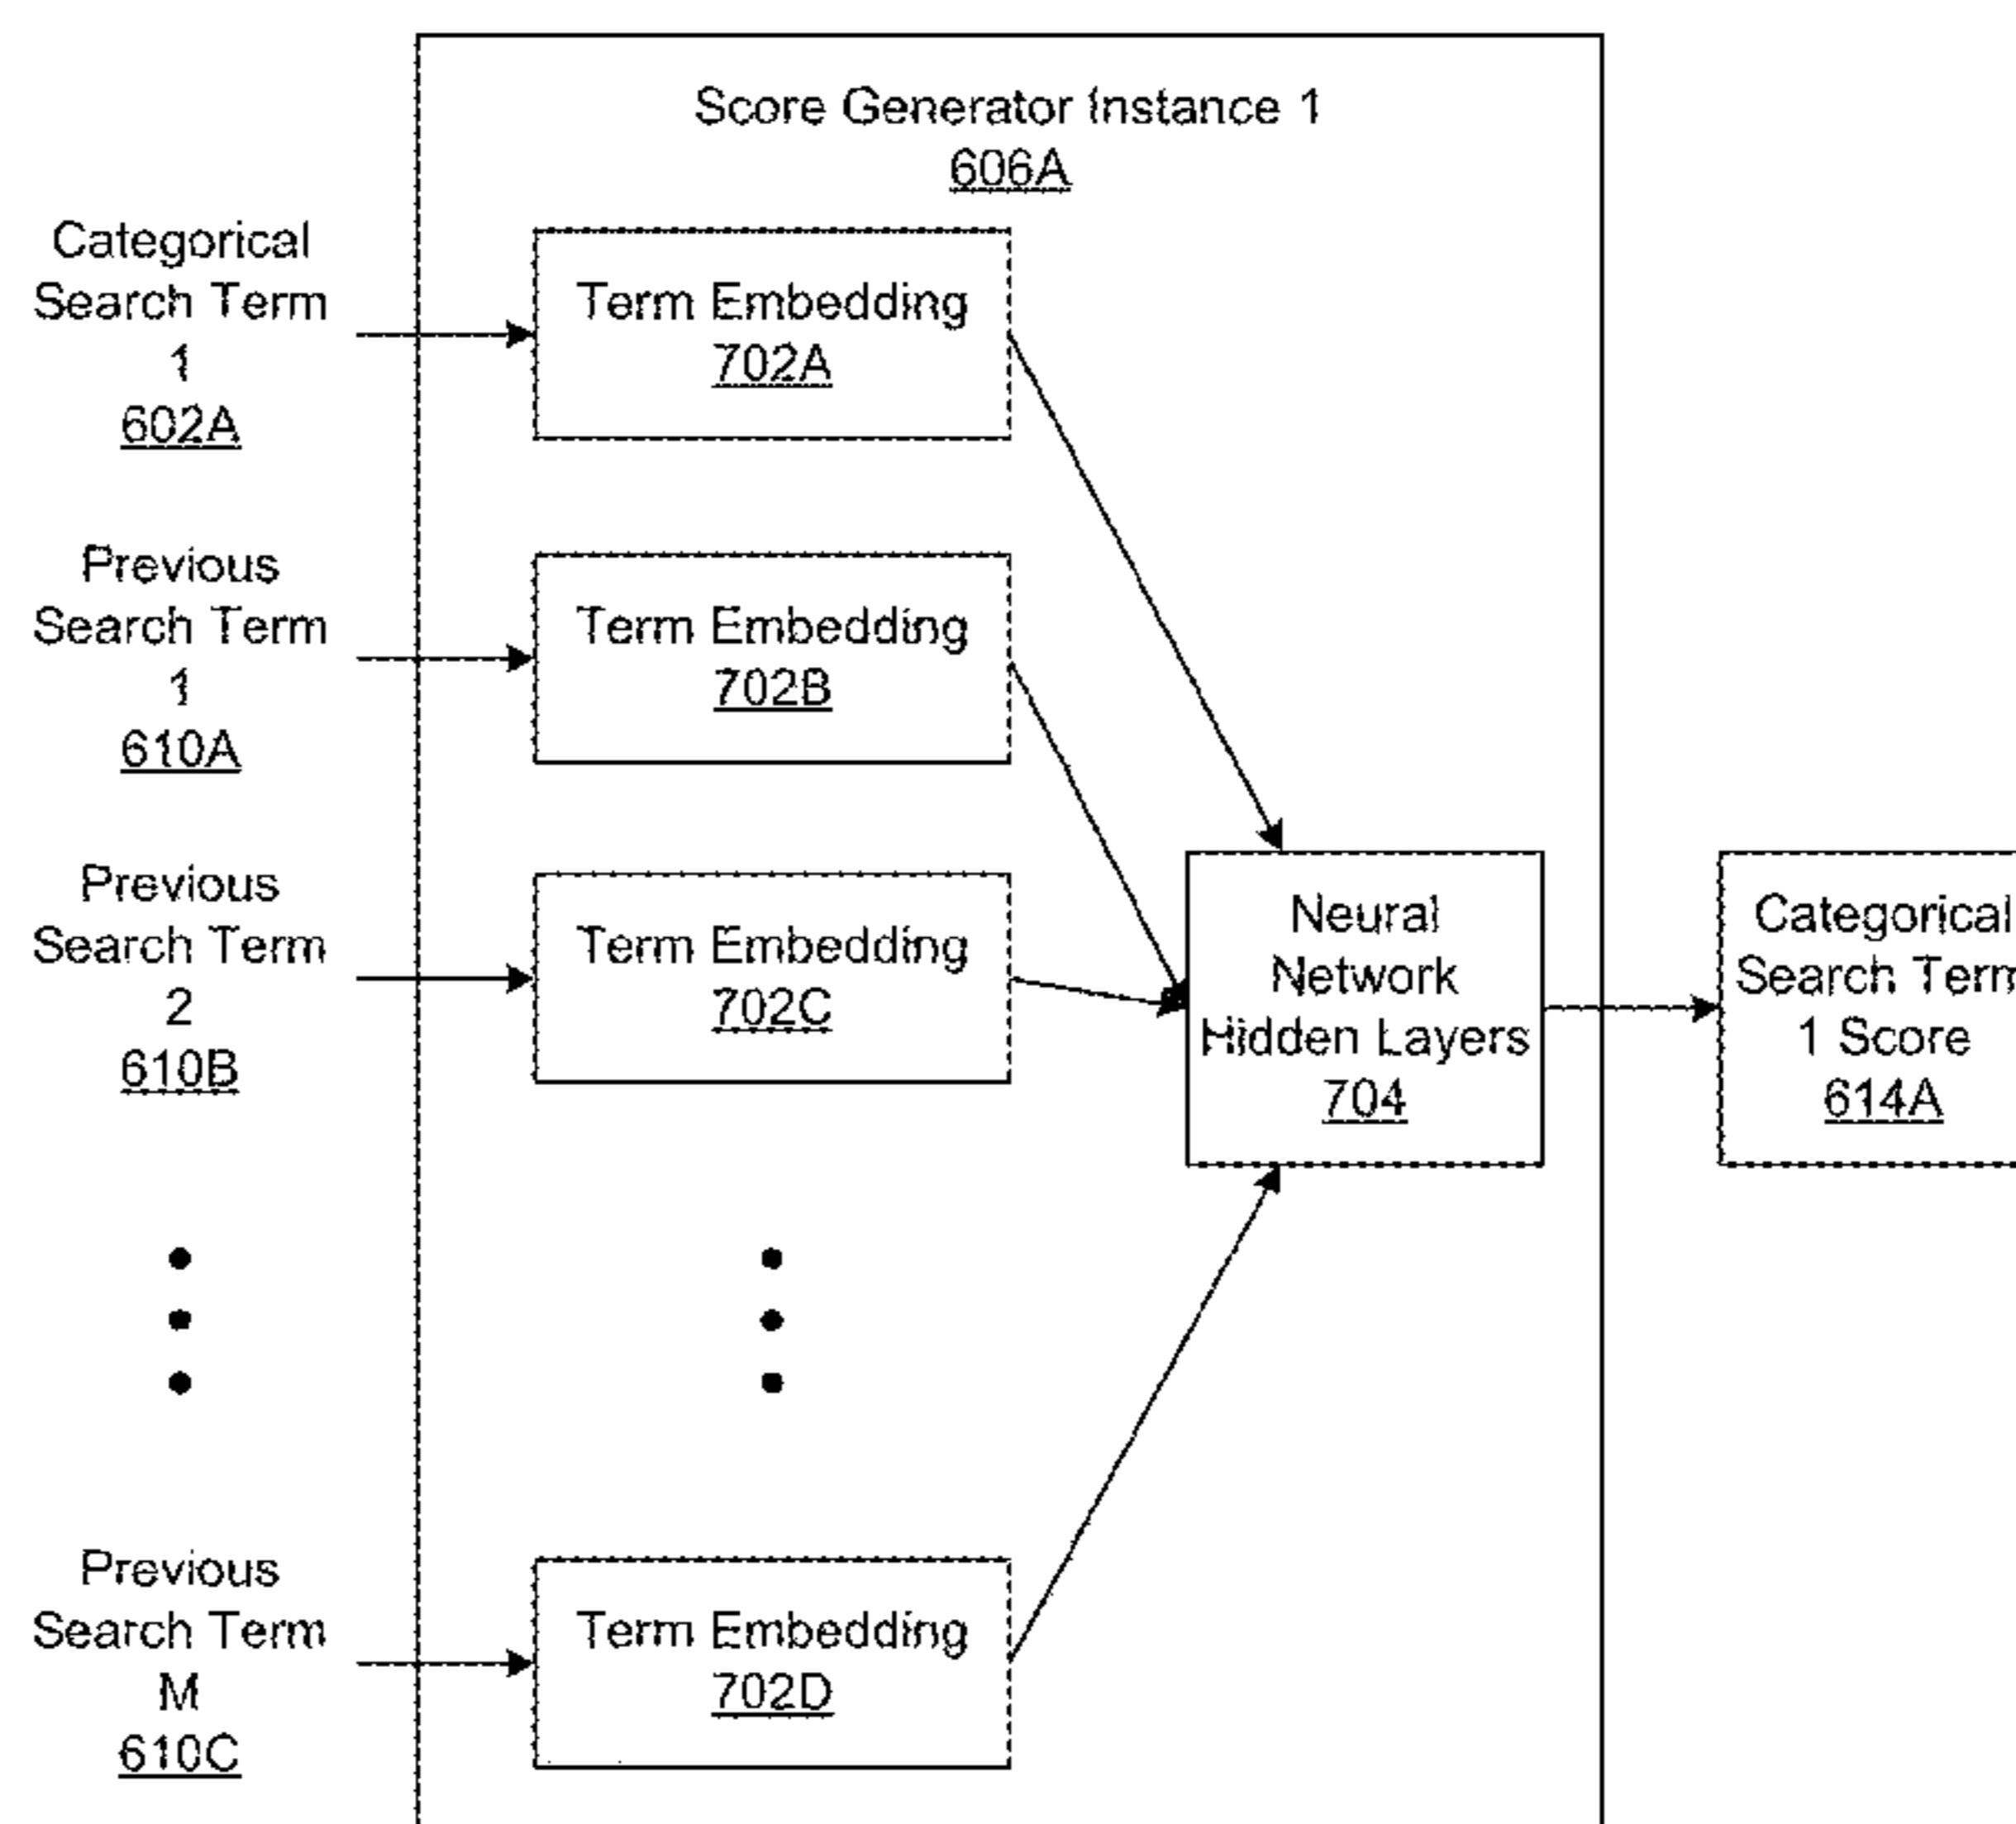 Score Generator Instance 1
606A
Categorical
Search Term
1
602A
Term Embedding
702A
Previous
Search Term
1
610A
Term Embedding
702B
Previous
Search Term
2
610B
Term Embedding
702C
Neural
Network
Hidden Layers
704
Categorical
Search Term
1 Score
614A
Previous
Search Term
M
610C
Term Embedding
702D